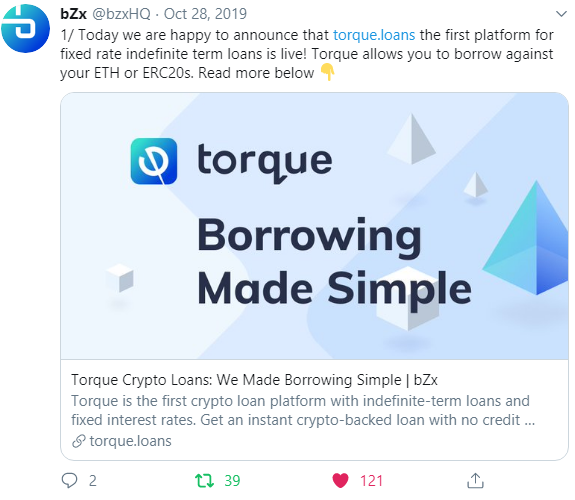 bZx @bzxHQ · Oct 28, 2019
1/ Today we are happy to announce that torque.loans the first platform for
fixed rate indefinite term loans is live! Torque allows you to borrow against
your ETH or ERC20s. Read more below 👇
torque
Borrowing
Made Simple
Torque Crypto Loans: We Made Borrowing Simple | bZx
Torque is the first crypto loan platform with indefinite-term loans and
fixed interest rates. Get an instant crypto-backed loan with no credit ...
torque.loans
2 39 121